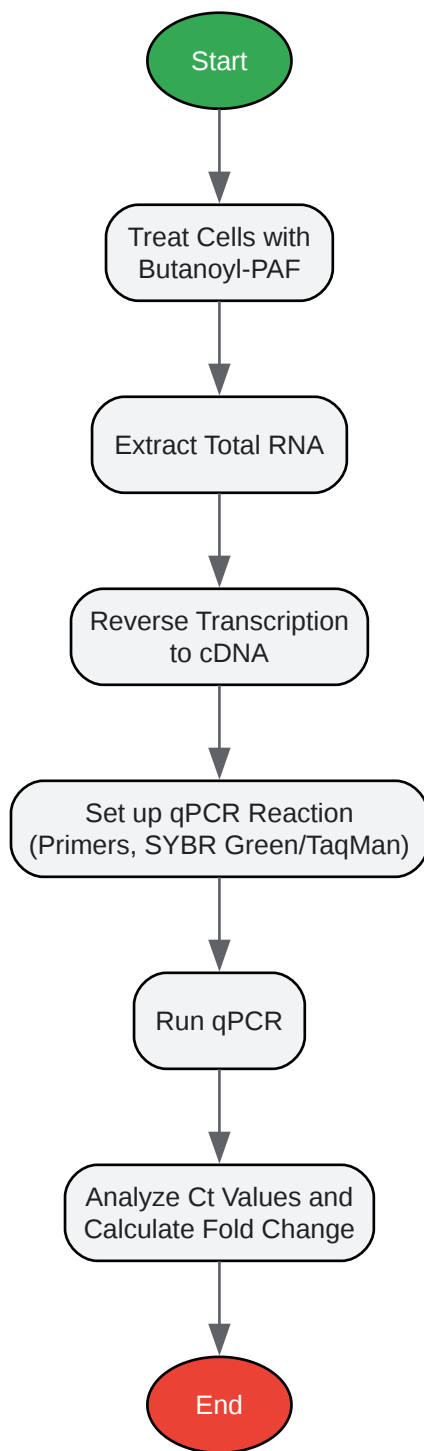 Start
Treat Cells with
Butanoyl-PAF
Extract Total RNA
Reverse Transcription
to cDNA
Set up qPCR Reaction
(Primers, SYBR Green/TaqMan)
Run qPCR
Analyze Ct Values and
Calculate Fold Change
End